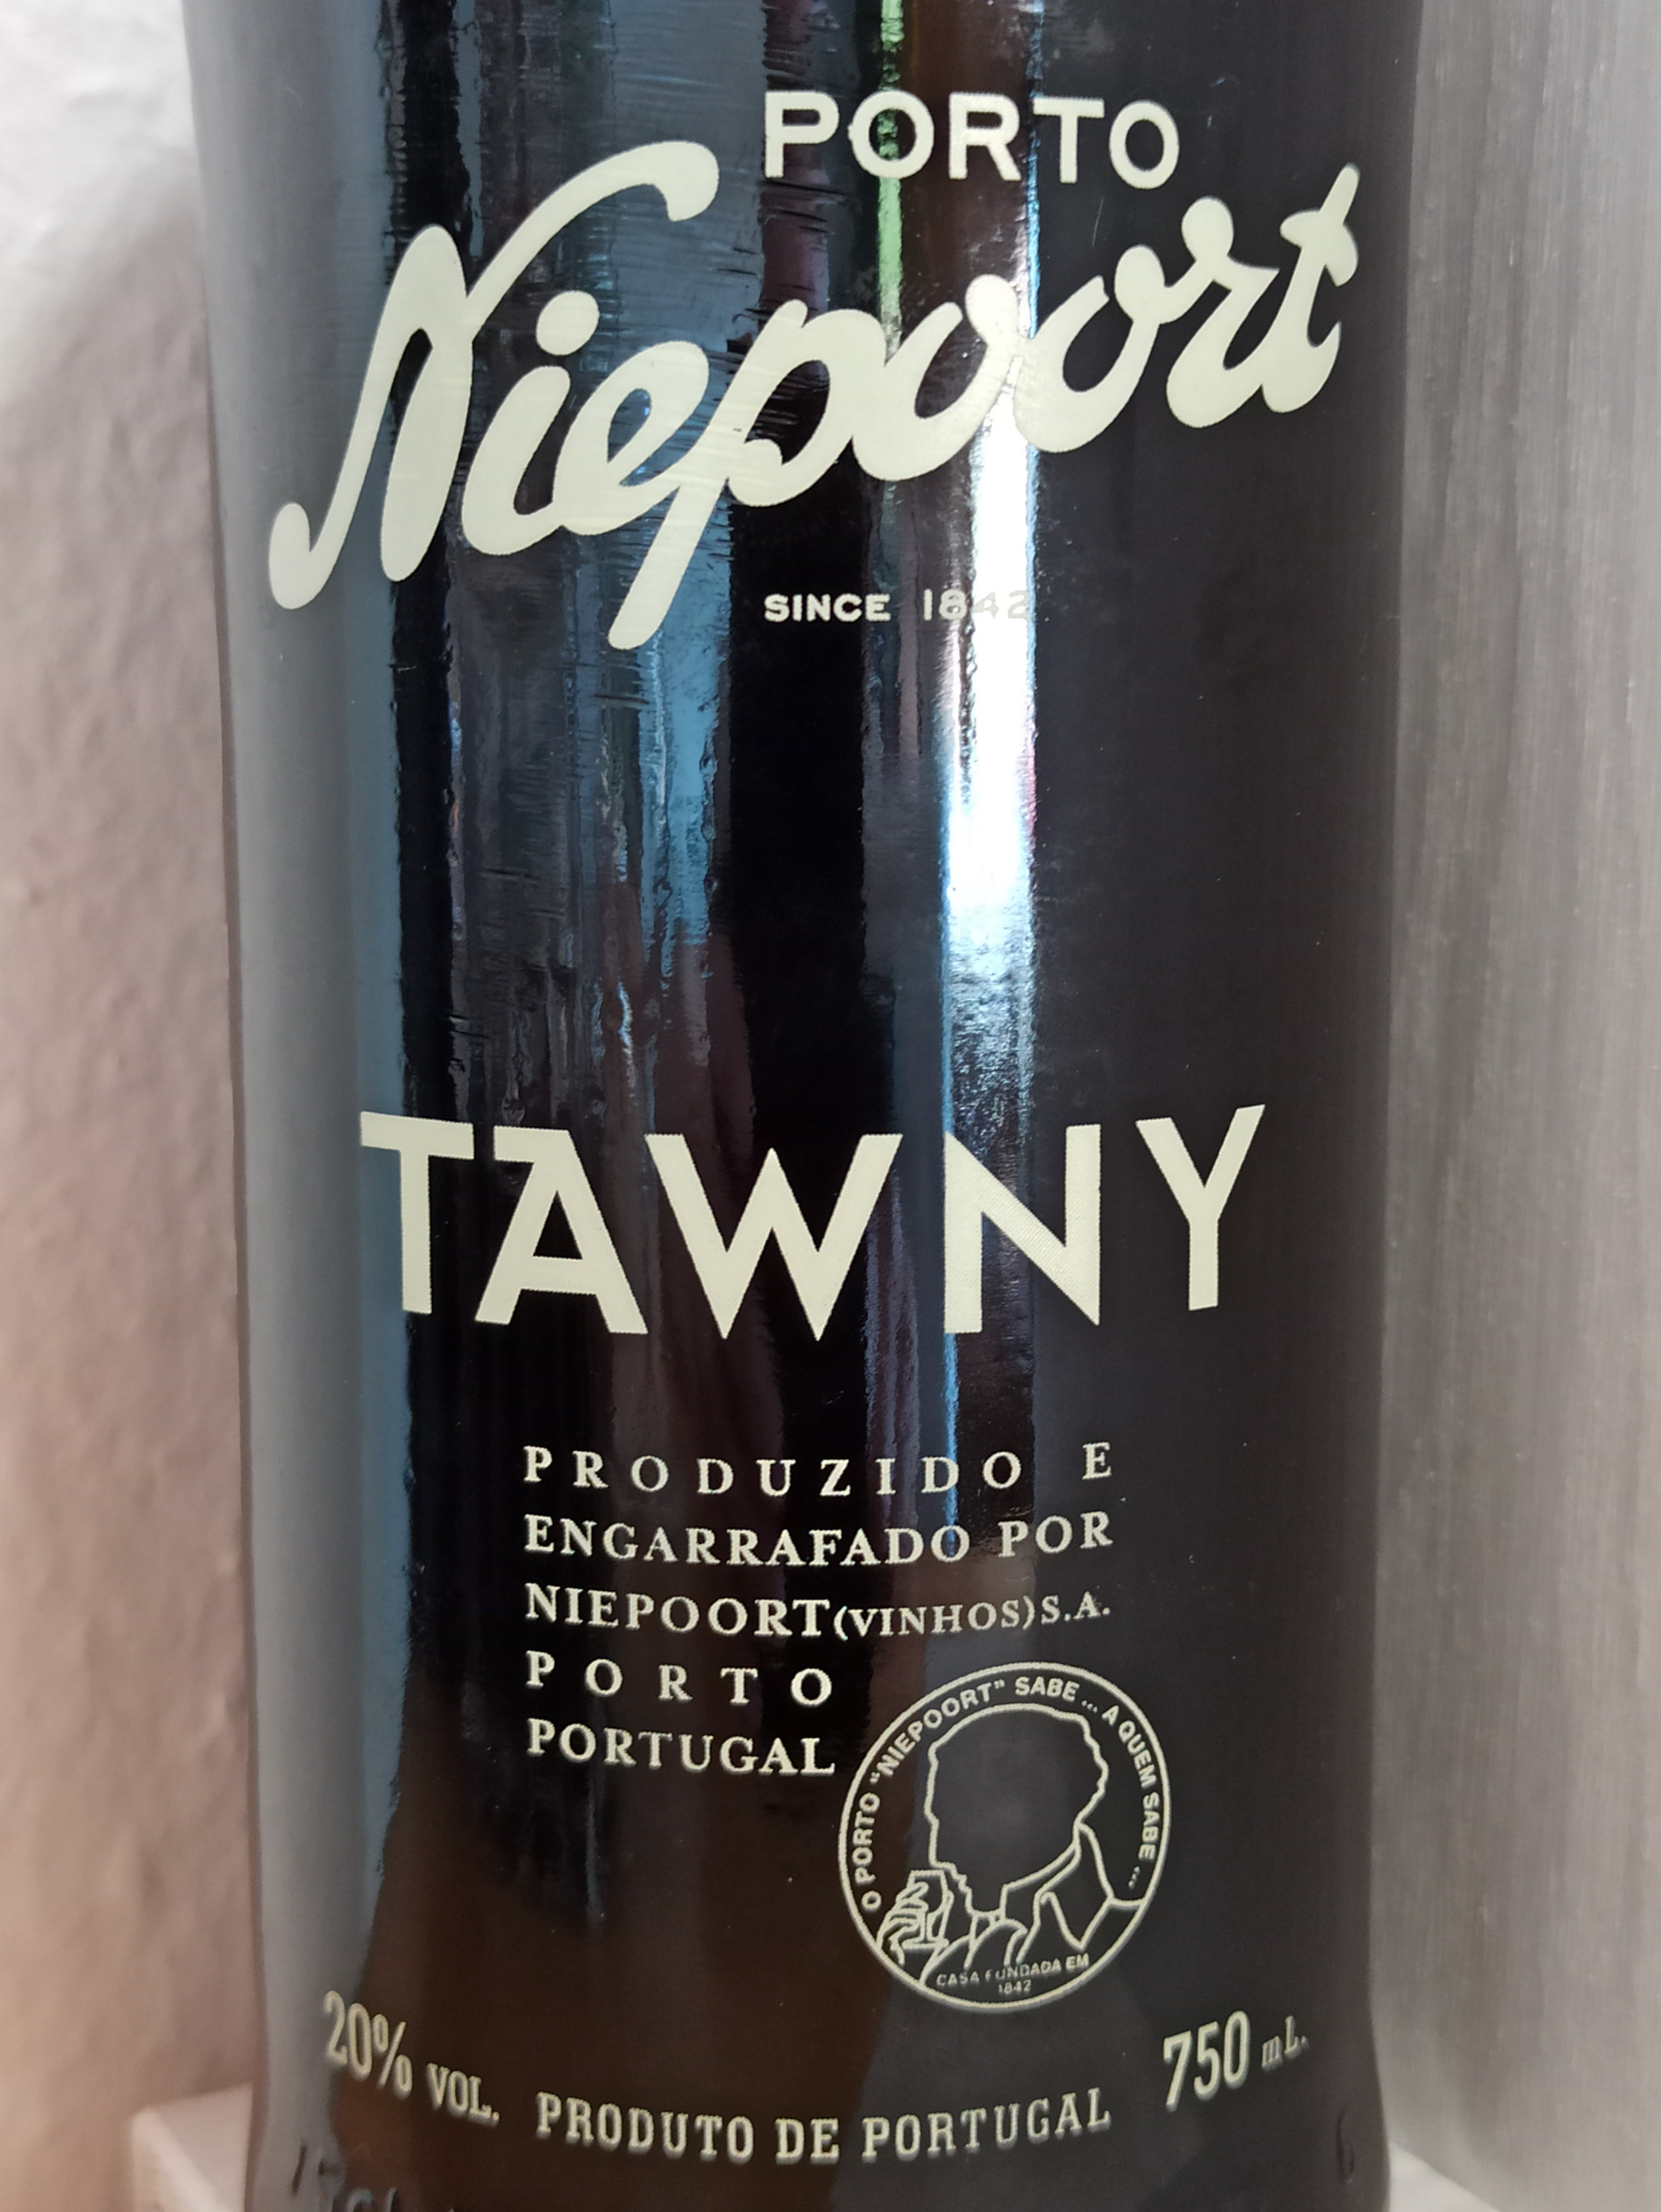 PORTO
Niepoort
SINCE 1842
TAWNY
PRODUZIDO E
ENGARRAFADO POR
NIEPOORT(VINHOS)S.A.
PORTO
PORTUGAL
O PORTO "NIEPOORT" SABE ... A QUEM SABE ...
CASA FUNDADA EM
1842
20% VOL. PRODUTO DE PORTUGAL 750 mL.